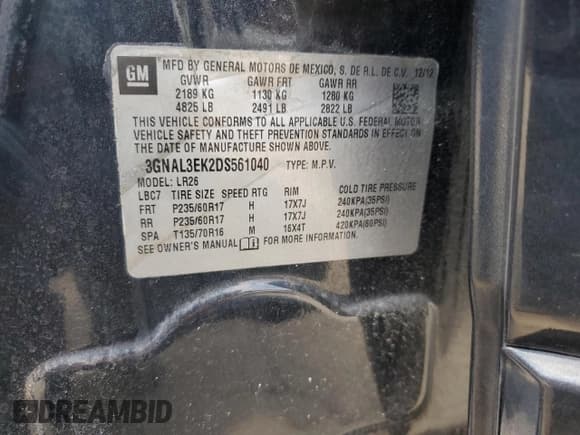 GM
MFD BY GENERAL MOTORS DE MEXICO, S. DE R.L. DE C.V. 12/12
GVWR GAWR FRT GAWR RR
2189 KG 1130 KG 1280 KG
4825 LB 2491 LB 2822 LB
THIS VEHICLE CONFORMS TO ALL APPLICABLE U.S. FEDERAL MOTOR
VEHICLE SAFETY AND THEFT PREVENTION STANDARDS IN EFFECT ON
THE DATE OF MANUFACTURE SHOWN ABOVE.
3GNAL3EK2DS561040 TYPE: M.P.V.
MODEL: LR26
LBC7 TIRE SIZE SPEED RTG RIM COLD TIRE PRESSURE
FRT P235/60R17 H 17X7J 240KPA(35PSI)
RR P235/60R17 H 17X7J 240KPA(35PSI)
SPA T135/70R16 M 16X4T 420KPA(60PSI)
SEE OWNER'S MANUAL FOR MORE INFORMATION
DREAMBID